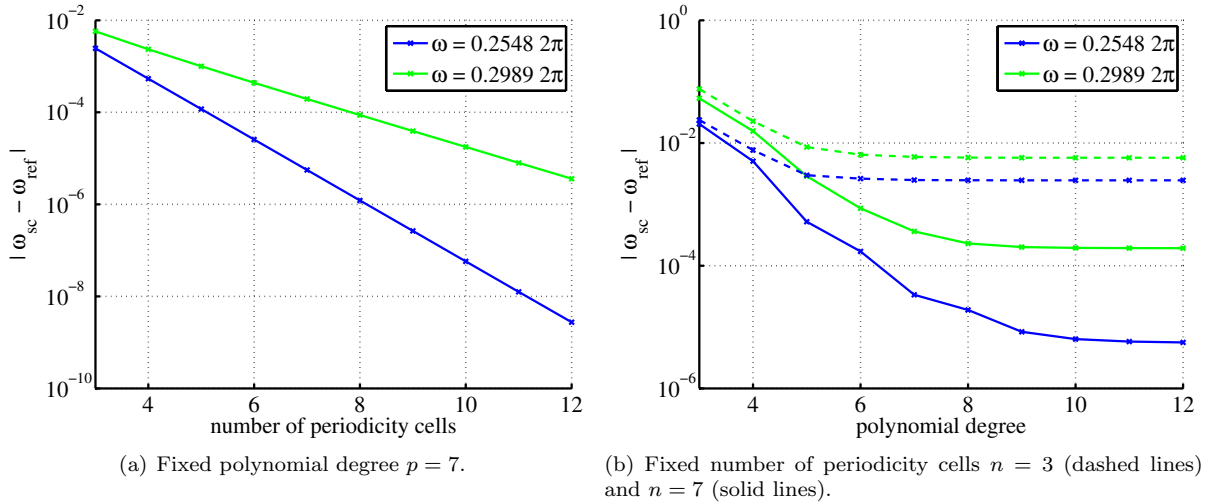 10⁻²
10⁻⁴
10⁻⁶
10⁻⁸
10⁻¹⁰
| ω_sc − ω_ref |
ω = 0.2548 2π
ω = 0.2989 2π
4 6 8 10 12
number of periodicity cells
(a) Fixed polynomial degree p = 7.
10⁰
10⁻²
10⁻⁴
10⁻⁶
| ω_sc − ω_ref |
ω = 0.2548 2π
ω = 0.2989 2π
4 6 8 10 12
polynomial degree
(b) Fixed number of periodicity cells n = 3 (dashed lines)
and n = 7 (solid lines).